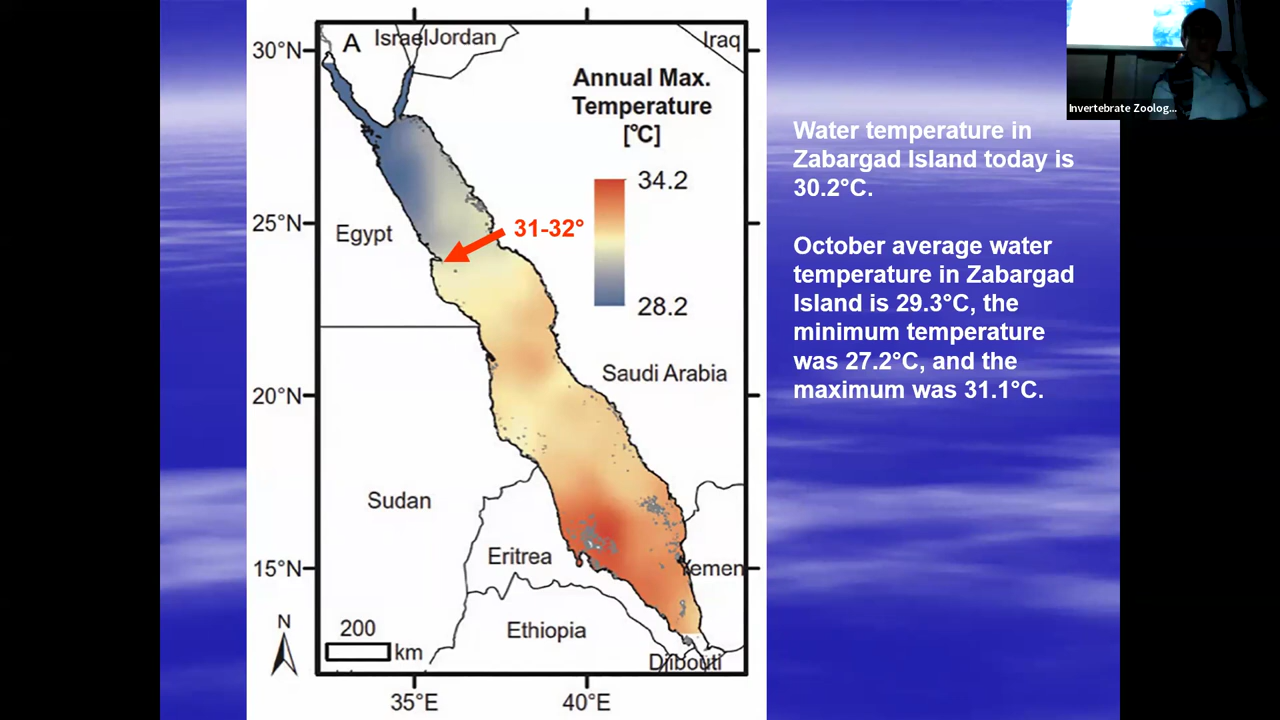 A
IsraelJordan
Iraq
30°N
Annual Max.
Temperature
[°C]
34.2
28.2
25°N
Egypt
31-32°
Saudi Arabia
20°N
Sudan
Eritrea
Yemen
15°N
Ethiopia
Djibouti
N
200
km
35°E
40°E
Water temperature in
Zabargad Island today is
30.2°C.
October average water
temperature in Zabargad
Island is 29.3°C, the
minimum temperature
was 27.2°C, and the
maximum was 31.1°C.
Invertebrate Zoolog...